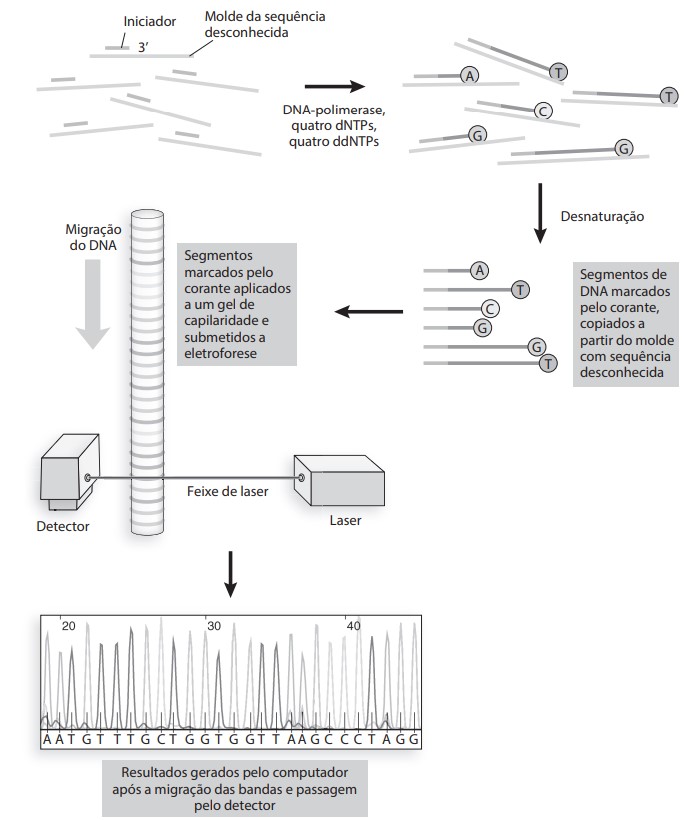 Iniciador
3'
Molde da sequência
desconhecida
DNA-polimerase,
quatro dNTPs,
quatro ddNTPs
A
T
T
C
G
G
Desnaturação
Migração
do DNA
Segmentos
marcados pelo
corante aplicados
a um gel de
capilaridade e
submetidos a
eletroforese
A
T
C
G
G
T
Segmentos de
DNA marcados
pelo corante,
copiados a
partir do molde
com sequência
desconhecida
Detector
Feixe de laser
Laser
20 30 40
A A T G T T T G C T G G T G G T T A A G C C C T A G G
Resultados gerados pelo computador
após a migração das bandas e passagem
pelo detector